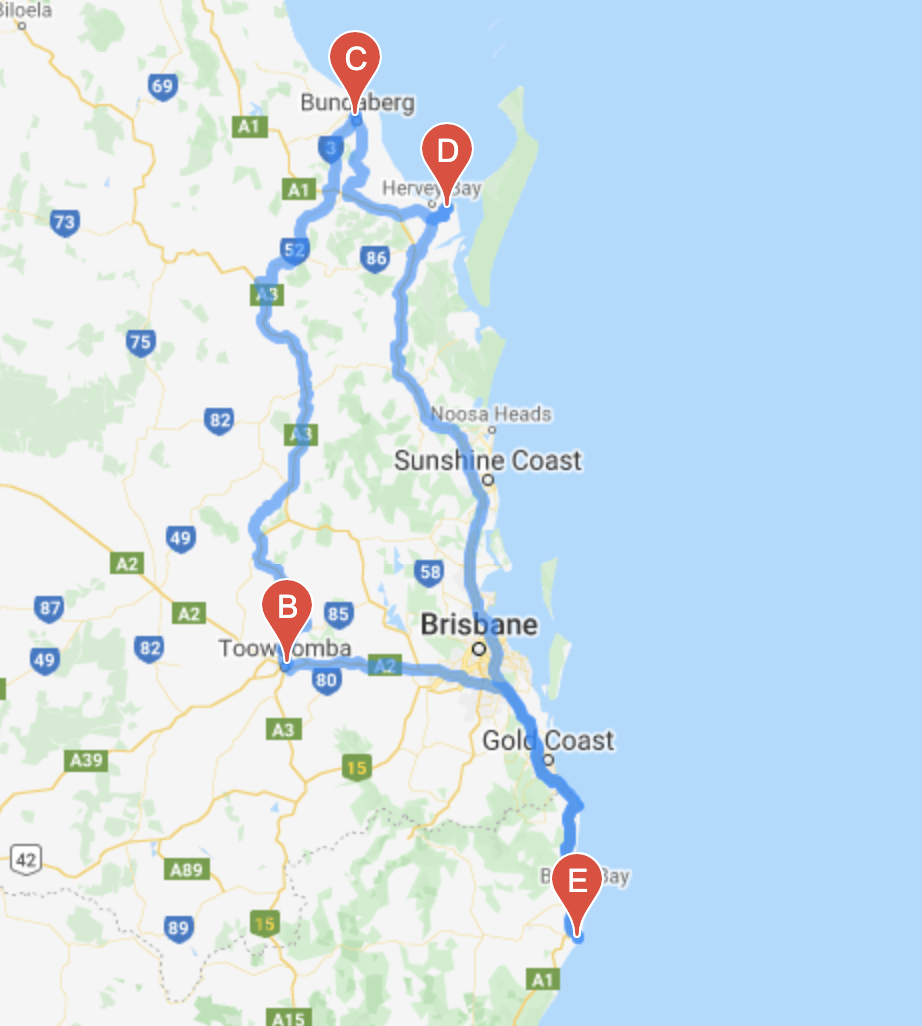 Biloela
69
C
Bundaberg
A1
3
D
A1
Hervey Bay
73
52
86
A3
75
82
Noosa Heads
A3
Sunshine Coast
49
A2
58
87
A2
B
85
Brisbane
82
Toowoomba
49
A2
80
A3
Gold Coast
A39
15
42
A89
E
Bay
89
15
A1
A15